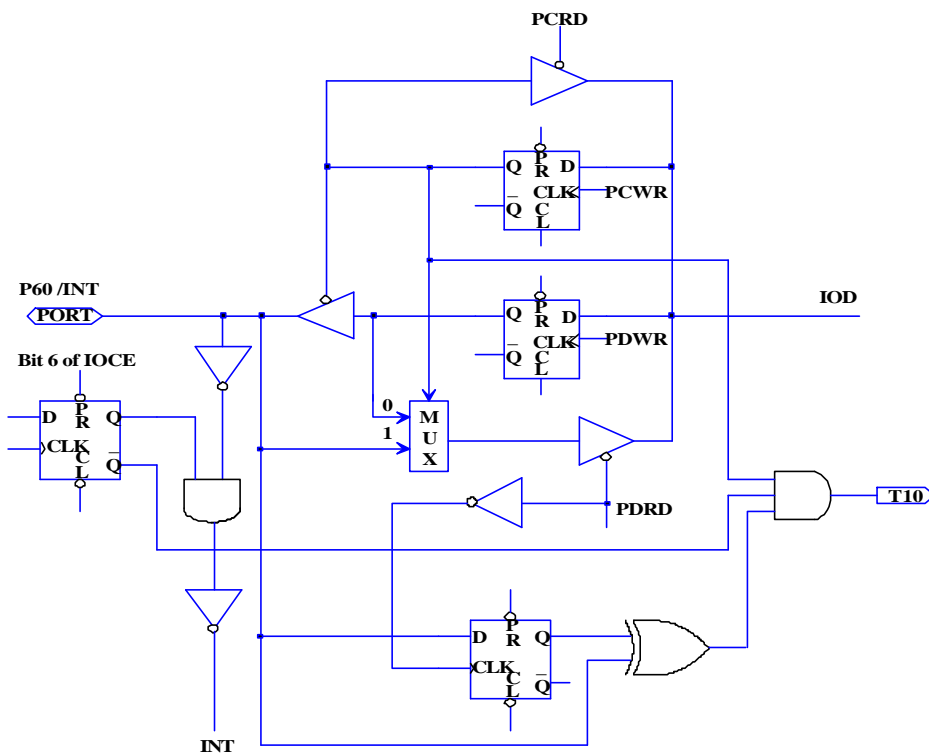 PCRD
Q P R D
CLK PCWR
Q C L
P60 /INT
PORT
IOD
Q P R D
CLK PDWR
Q C L
Bit 6 of IOCE
D P R Q
CLK
C L Q
0
1
M U X
PDRD
T10
D P R Q
CLK
C L Q
INT